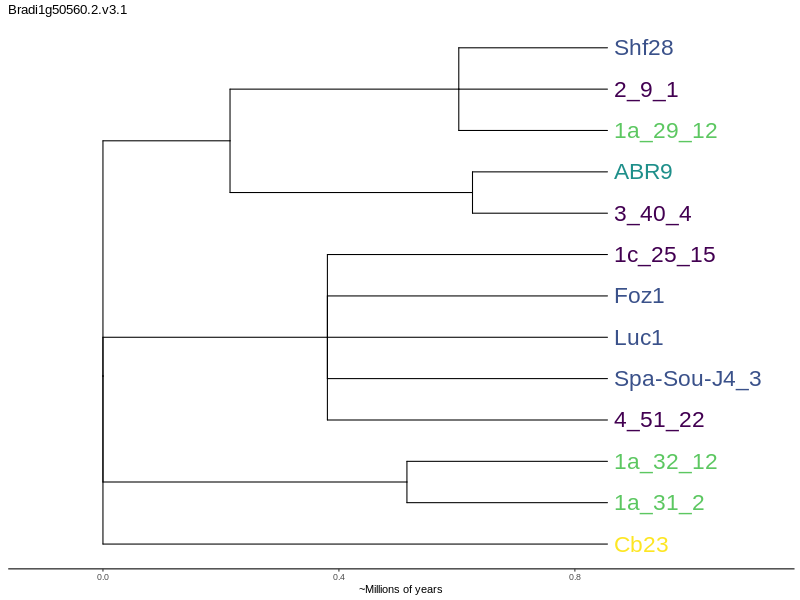 Bradi1g50560.2.v3.1
Shf28
2_9_1
1a_29_12
ABR9
3_40_4
1c_25_15
Foz1
Luc1
Spa-Sou-J4_3
4_51_22
1a_32_12
1a_31_2
Cb23
0.0 0.4 0.8
~Millions of years